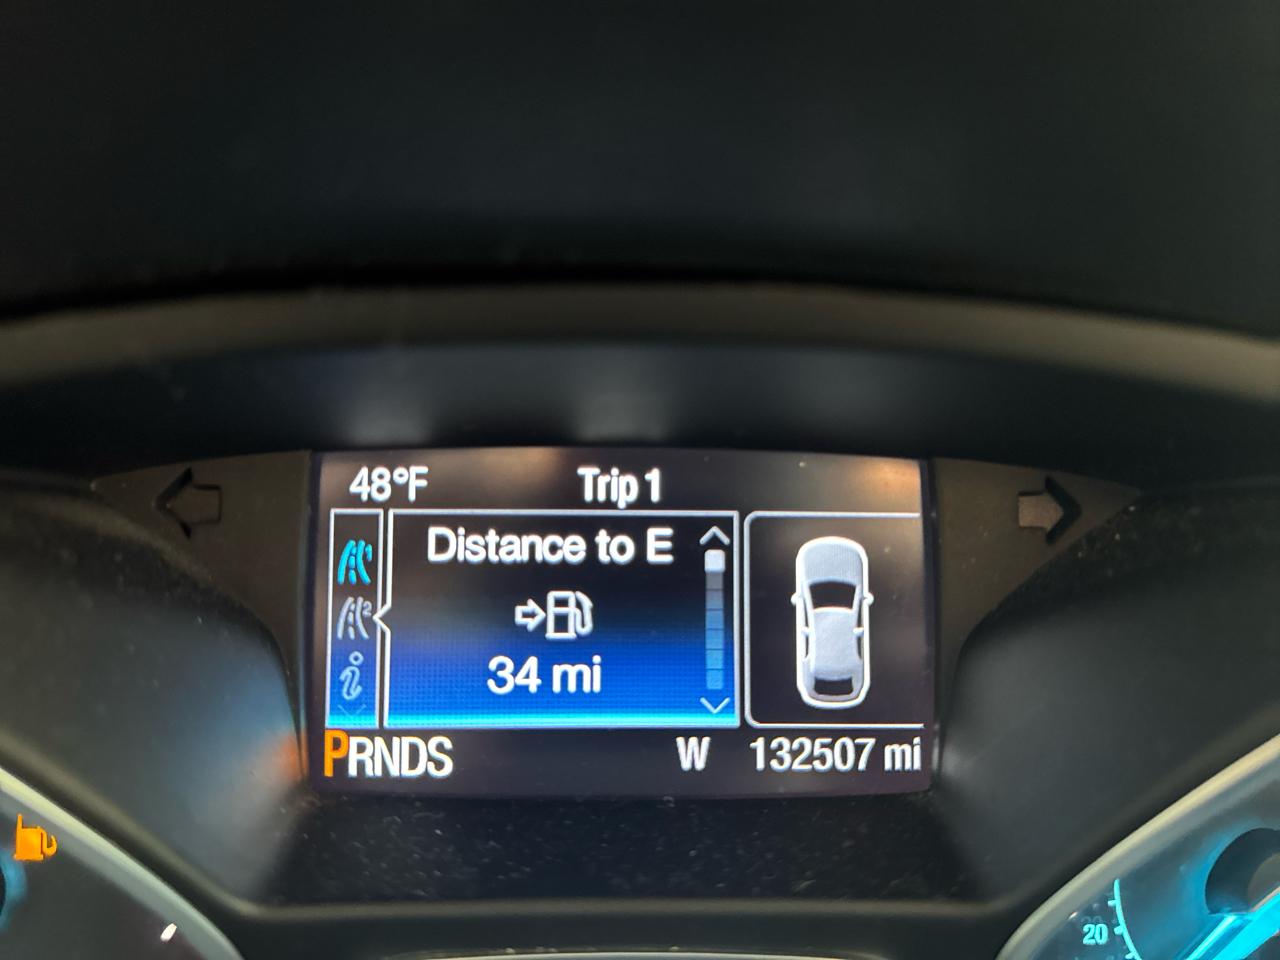 48°F Trip 1
Distance to E
34 mi
PRNDS W 132507 mi
20